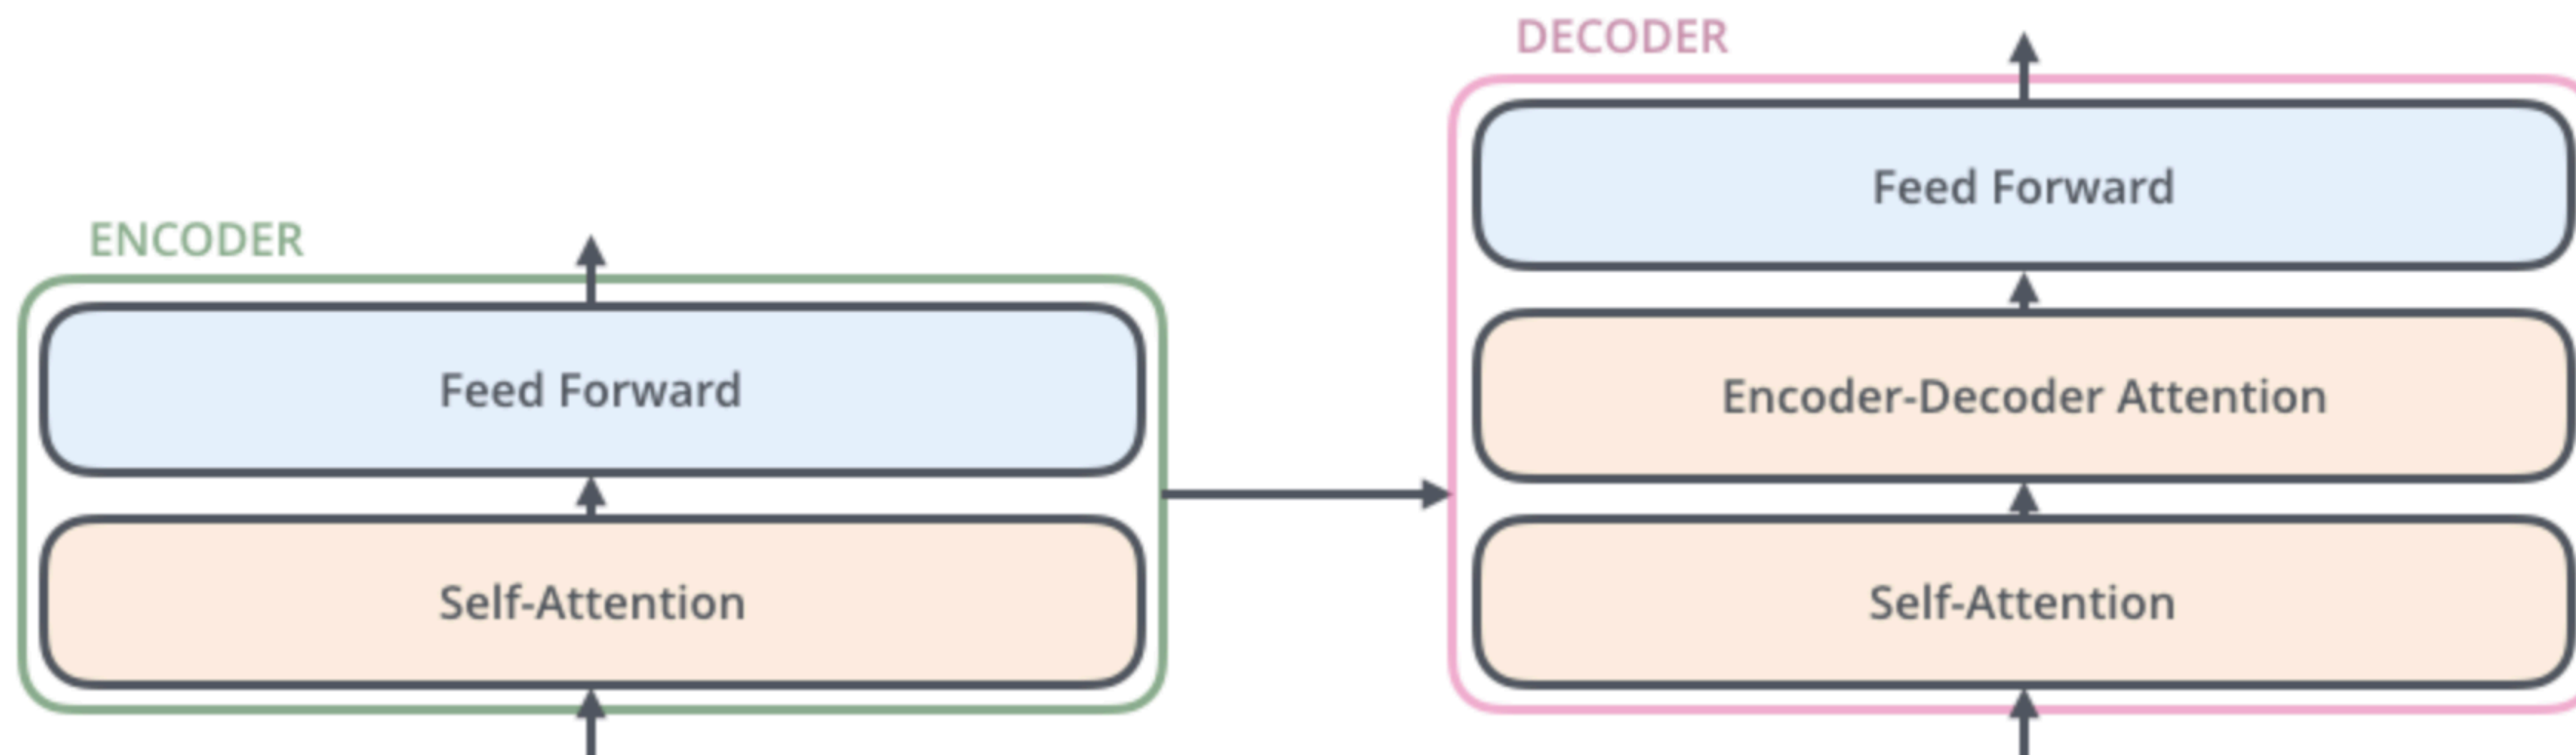 ENCODER
Feed Forward
Self-Attention
DECODER
Feed Forward
Encoder-Decoder Attention
Self-Attention